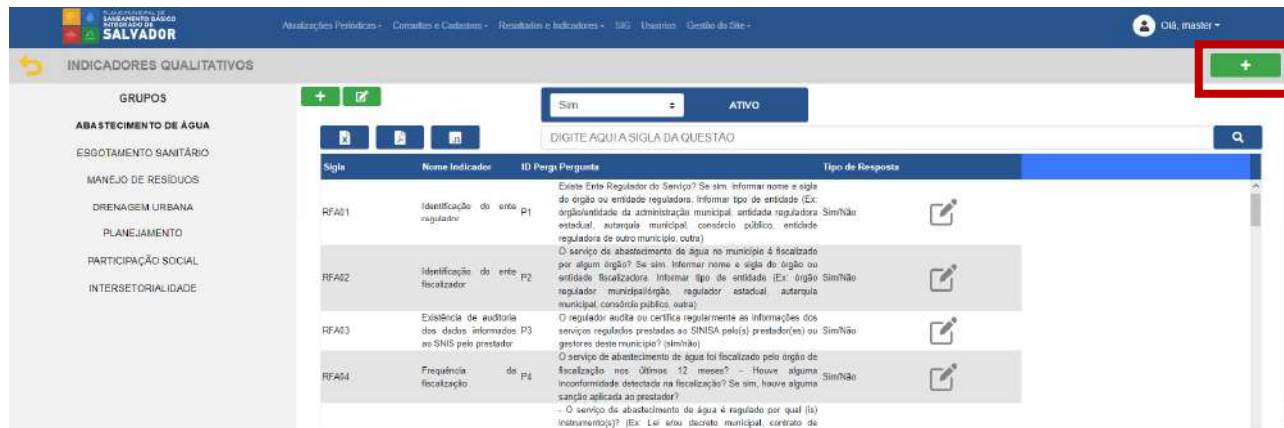 SANEAMENTO BÁSICO
INTEGRADO DE
SALVADOR
Atualizações Periódicas
Consultas e Cadastros
Resultados e Indicadores
SIG
Usuários
Gestão do Site
Olá, master
INDICADORES QUALITATIVOS
+
GRUPOS
ABASTECIMENTO DE ÁGUA
ESGOTAMENTO SANITÁRIO
MANEJO DE RESÍDUOS
DRENAGEM URBANA
PLANEJAMENTO
PARTICIPAÇÃO SOCIAL
INTERSETORIALIDADE
+
Sim
ATIVO
DIGITE AQUI A SIGLA DA QUESTÃO
Sigla Nome Indicador ID Pergu Pergunta Tipo de Resposta
RFA01
Identificação do ente
regulador
P1
Existe Ente Regulador do Serviço? Se sim. Informar nome e sigla
do órgão ou entidade reguladora. Informar tipo de entidade (Ex:
órgão/entidade da administração municipal, entidade reguladora
estadual, autarquia municipal, consórcio público, entidade
reguladora de outro município, outra)
Sim/Não
RFA02
Identificação do ente
fiscalizador
P2
O serviço de abastecimento de água no município é fiscalizado
por algum órgão? Se sim. Informar nome e sigla do órgão ou
entidade fiscalizadora. Informar tipo de entidade (Ex: órgão
regulador municipal/órgão, regulador estadual, autarquia
municipal, consórcio público, outra)
Sim/Não
RFA03
Existência de auditoria
dos dados informados
ao SNIS pelo prestador
P3
O regulador audita ou certifica regularmente as informações dos
serviços regulados prestadas ao SINISA pelo(s) prestador(es) ou
gestores deste município? (sim/não)
Sim/Não
RFA04
Frequência de
fiscalização
P4
O serviço de abastecimento de água foi fiscalizado pelo órgão de
fiscalização nos últimos 12 meses? – Houve alguma
inconformidade detectada na fiscalização? Se sim, houve alguma
sanção aplicada ao prestador?
Sim/Não
- O serviço de abastecimento de água é regulado por qual (is)
instrumento(s)? (Ex: Lei e/ou decreto municipal, contrato de